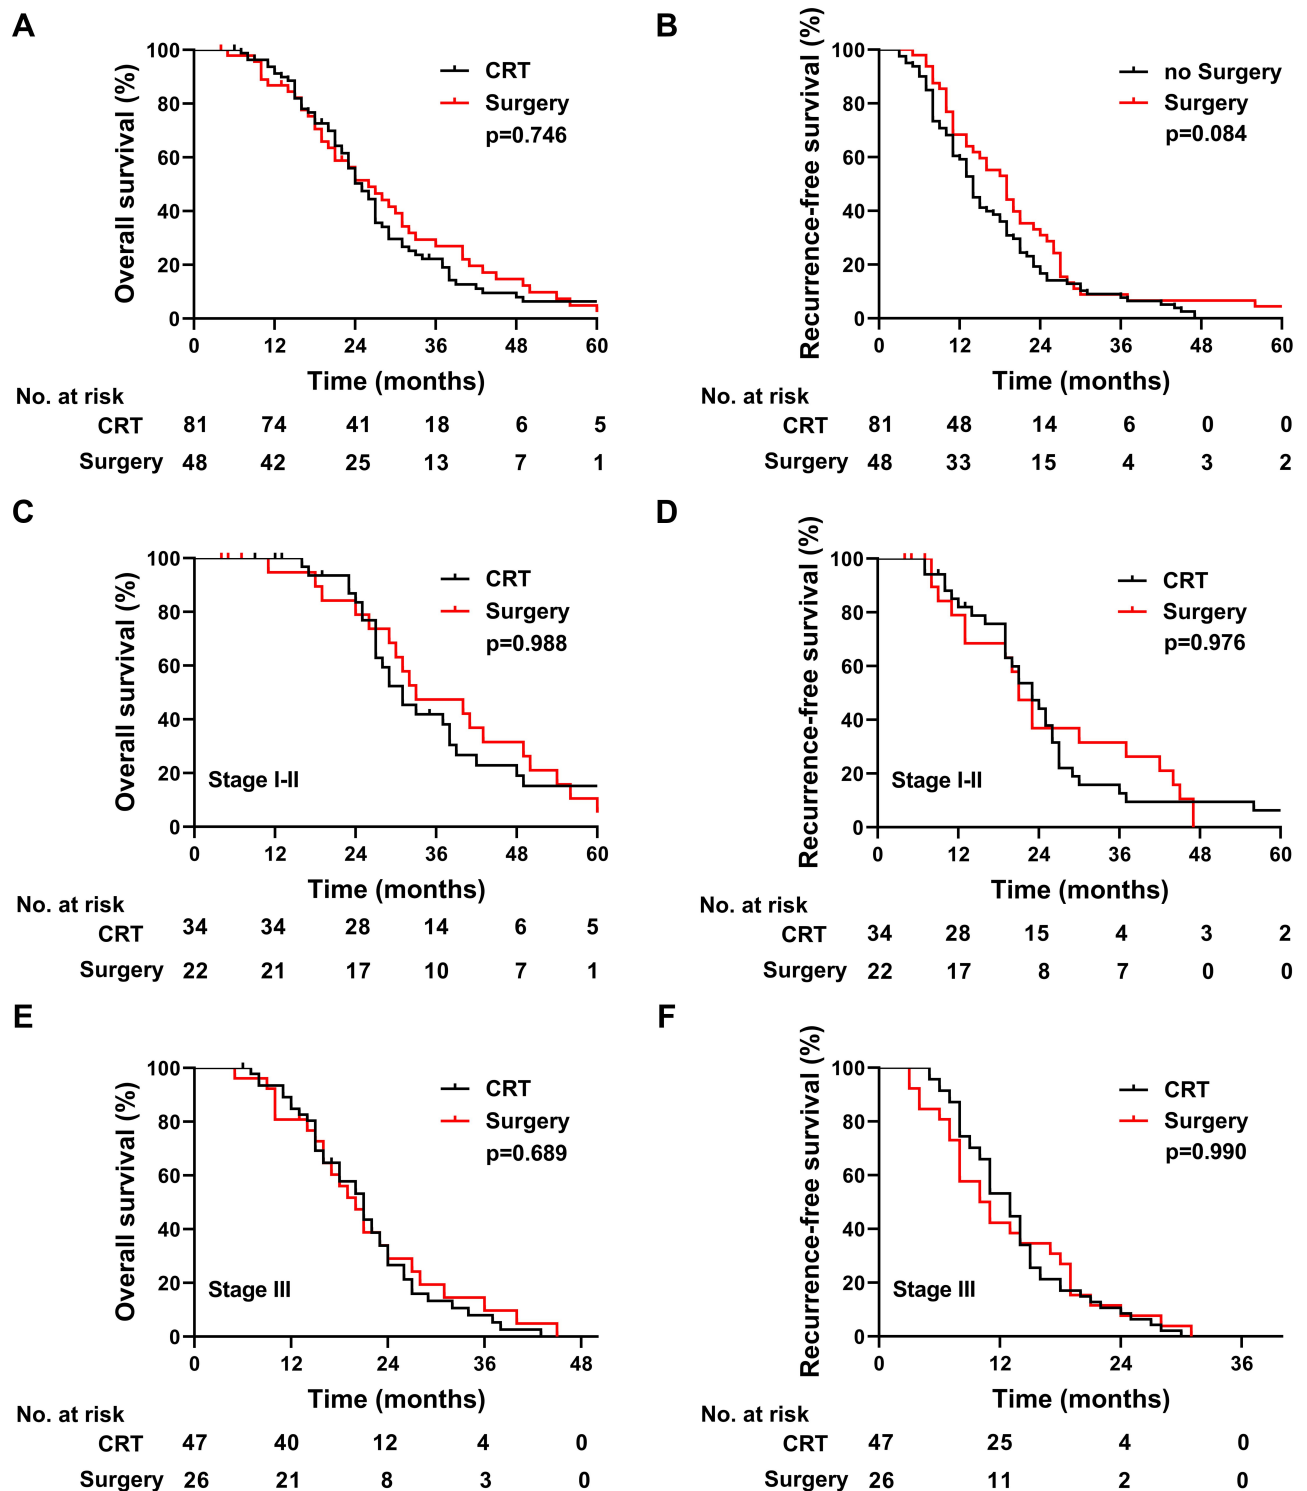 A
Overall survival (%)
100
80
60
40
20
0
0 12 24 36 48 60
Time (months)
CRT
Surgery
p=0.746
No. at risk
CRT 81 74 41 18 6 5
Surgery 48 42 25 13 7 1
B
Recurrence-free survival (%)
100
80
60
40
20
0
0 12 24 36 48 60
Time (months)
no Surgery
Surgery
p=0.084
No. at risk
CRT 81 48 14 6 0 0
Surgery 48 33 15 4 3 2
C
Overall survival (%)
100
80
60
40
20
0
0 12 24 36 48 60
Time (months)
CRT
Surgery
p=0.988
Stage I-II
No. at risk
CRT 34 34 28 14 6 5
Surgery 22 21 17 10 7 1
D
Recurrence-free survival (%)
100
80
60
40
20
0
0 12 24 36 48 60
Time (months)
CRT
Surgery
p=0.976
Stage I-II
No. at risk
CRT 34 28 15 4 3 2
Surgery 22 17 8 7 0 0
E
Overall survival (%)
100
80
60
40
20
0
0 12 24 36 48
Time (months)
CRT
Surgery
p=0.689
Stage III
No. at risk
CRT 47 40 12 4 0
Surgery 26 21 8 3 0
F
Recurrence-free survival (%)
100
80
60
40
20
0
0 12 24 36
Time (months)
CRT
Surgery
p=0.990
Stage III
No. at risk
CRT 47 25 4 0
Surgery 26 11 2 0